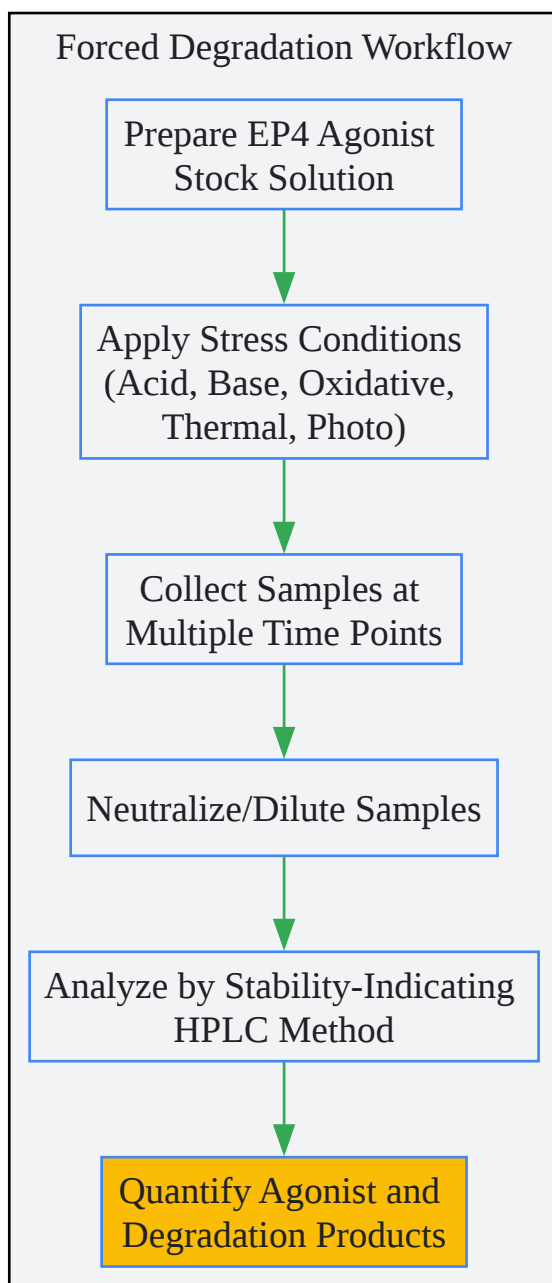 Forced Degradation Workflow
Prepare EP4 Agonist
Stock Solution
Apply Stress Conditions
(Acid, Base, Oxidative,
Thermal, Photo)
Collect Samples at
Multiple Time Points
Neutralize/Dilute Samples
Analyze by Stability-Indicating
HPLC Method
Quantify Agonist and
Degradation Products